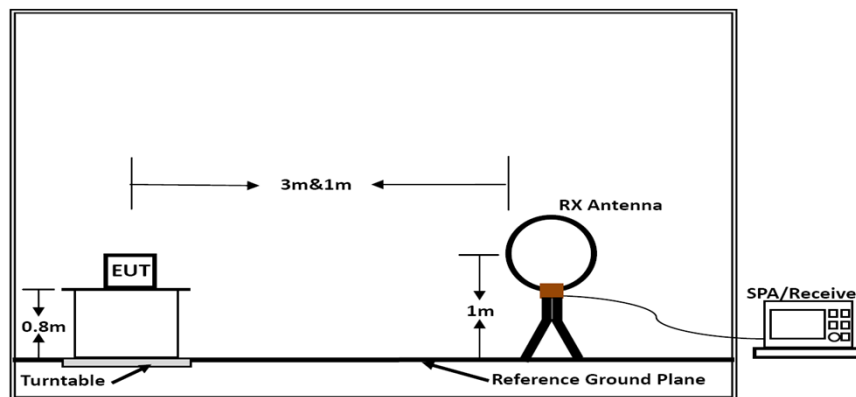 3m&1m
RX Antenna
EUT
SPA/Receive
0.8m
1m
Turntable
Reference Ground Plane